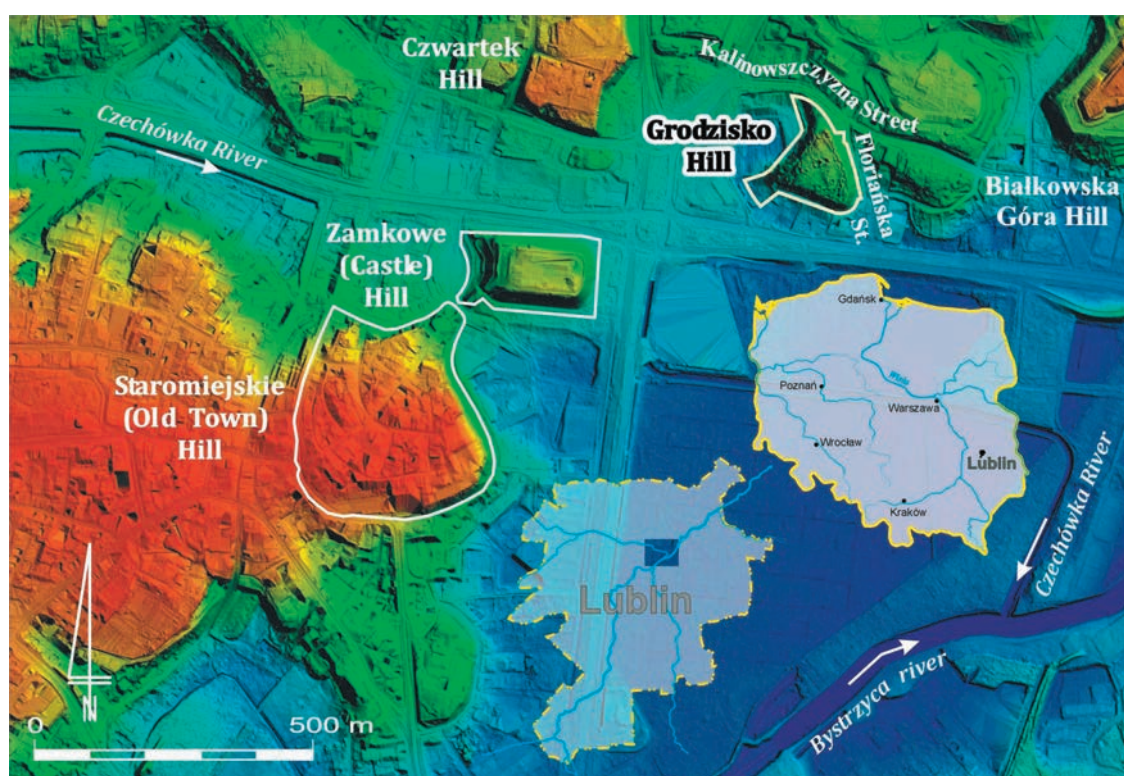 Czwartek
Hill
Kalinowszczyzna Street
Czechówka River
Grodzisko
Hill
Floriańska
St.
Białkowska
Góra Hill
Zamkowe
(Castle)
Hill
Gdańsk
Staromiejskie
(Old Town)
Hill
Poznań
Wisła
Warszawa
Wrocław
Lublin
Kraków
Czechówka River
Lublin
Bystrzyca river
N
0
500 m